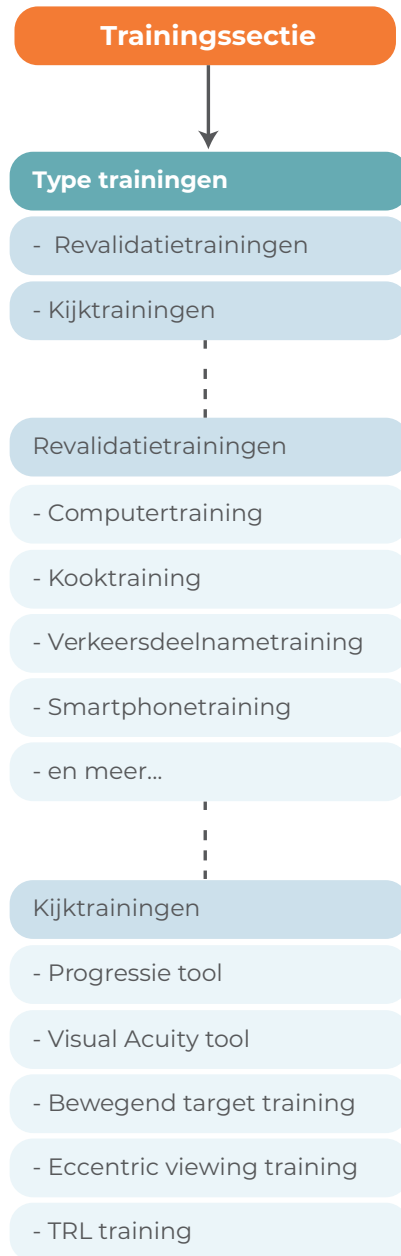 Trainingssectie
Type trainingen
- Revalidatietrainingen
- Kijktrainingen
Revalidatietrainingen
- Computertraining
- Kooktraining
- Verkeersdeelnametraining
- Smartphonetraining
- en meer...
Kijktrainingen
- Progressie tool
- Visual Acuity tool
- Bewegend target training
- Eccentric viewing training
- TRL training